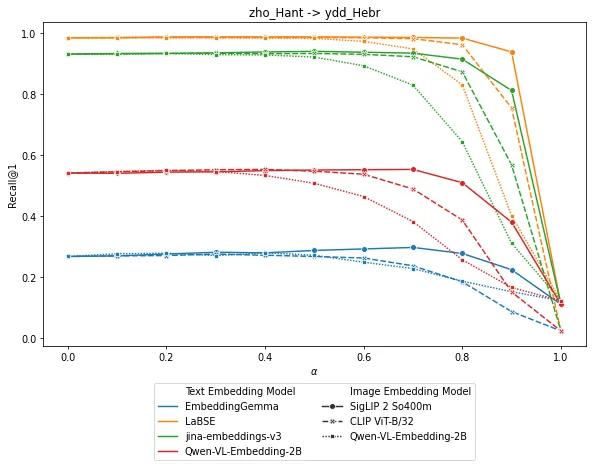 zho_Hant -> ydd_Hebr
Recall@1
1.0
0.8
0.6
0.4
0.2
0.0
0.0 0.2 0.4 0.6 0.8 1.0
α
Text Embedding Model Image Embedding Model
EmbeddingGemma SigLIP 2 So400m
LaBSE CLIP ViT-B/32
jina-embeddings-v3 Qwen-VL-Embedding-2B
Qwen-VL-Embedding-2B